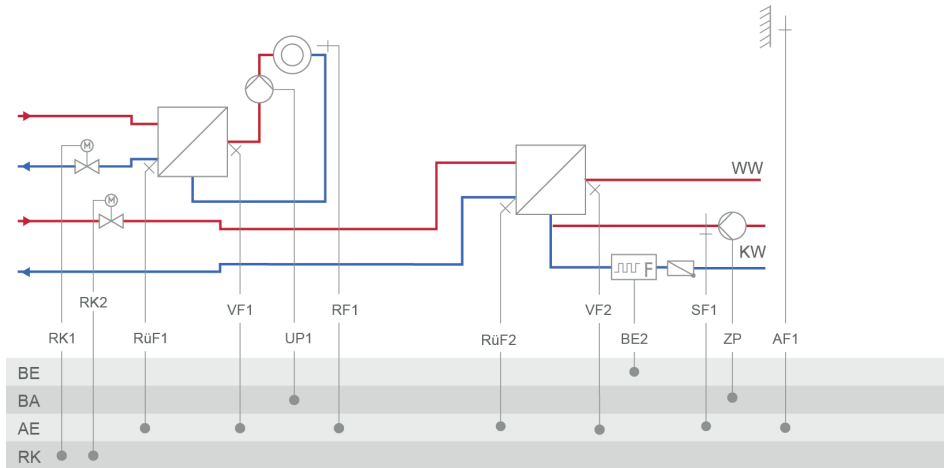 M
M
WW
F
KW
RK2
VF1
RF1
VF2
SF1
RK1
RüF1
UP1
RüF2
BE2
ZP
AF1
BE
BA
AE
RK